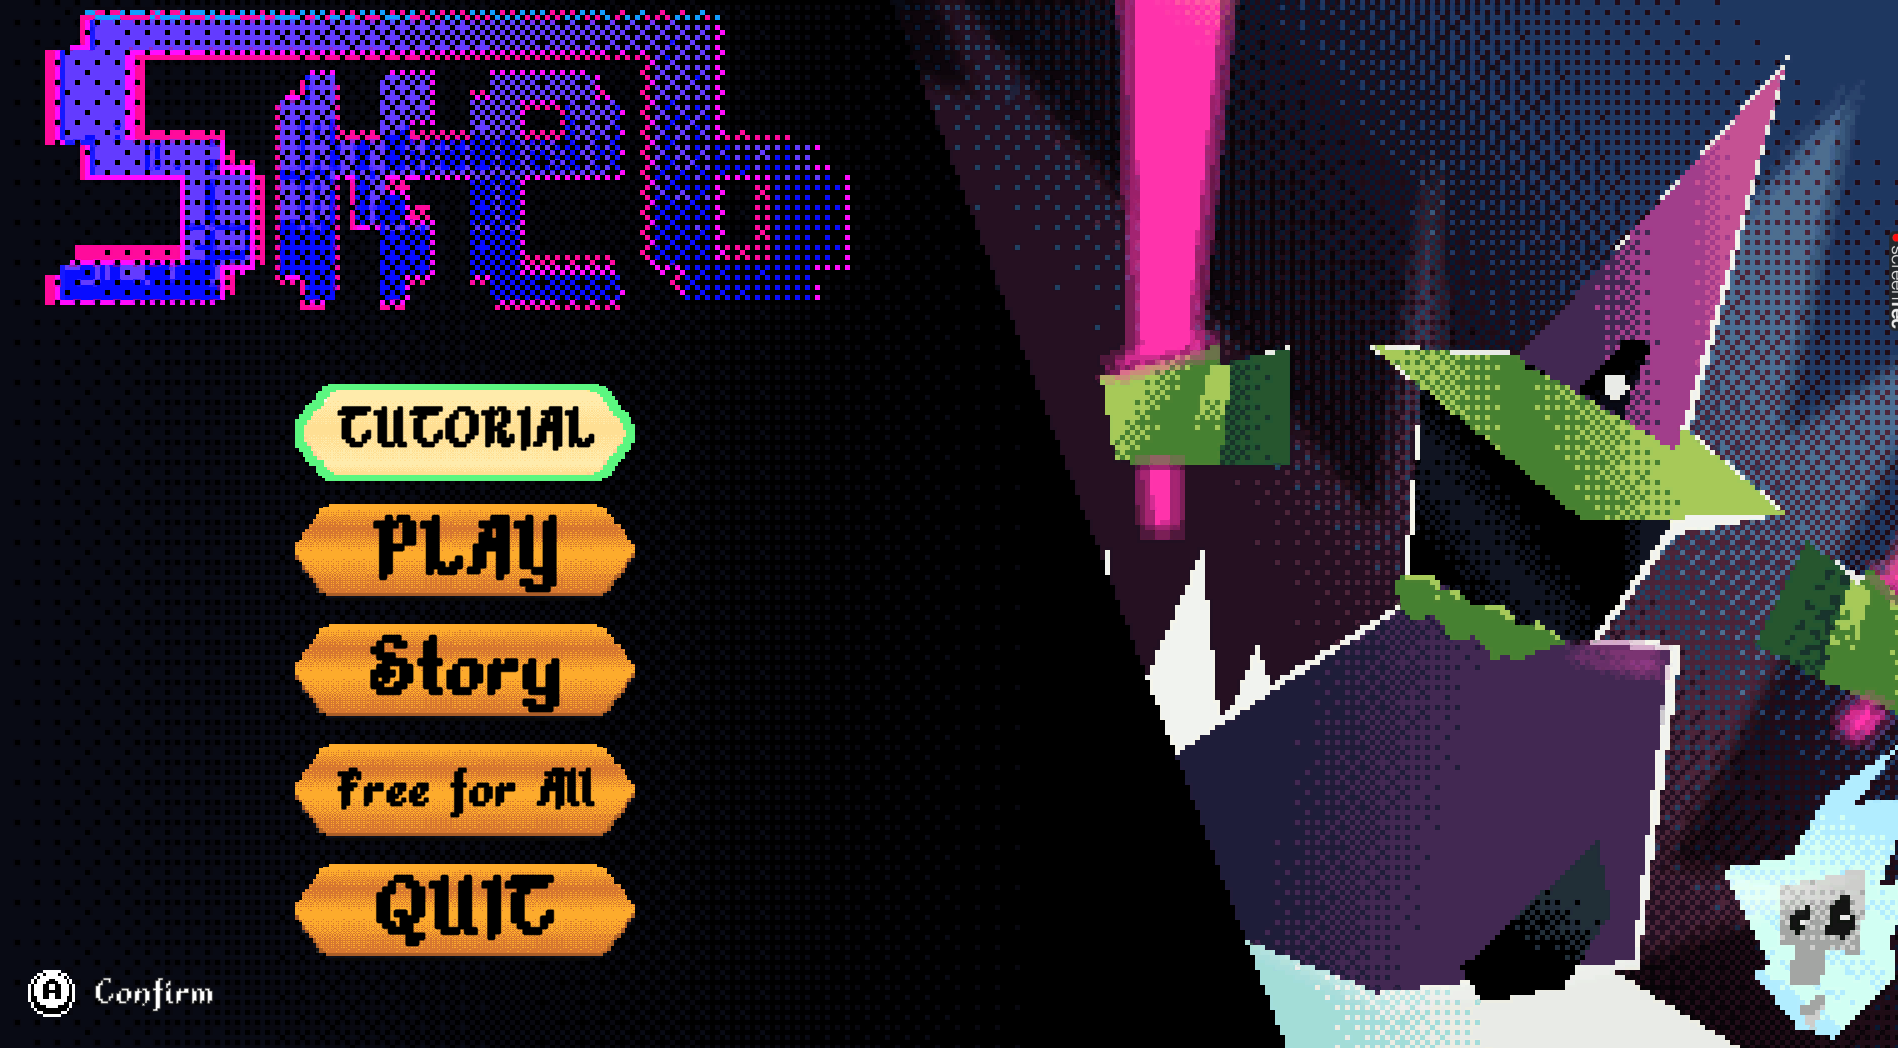 TUTORIAL
PLAY
Story
Free for All
QUIT
A Confirm